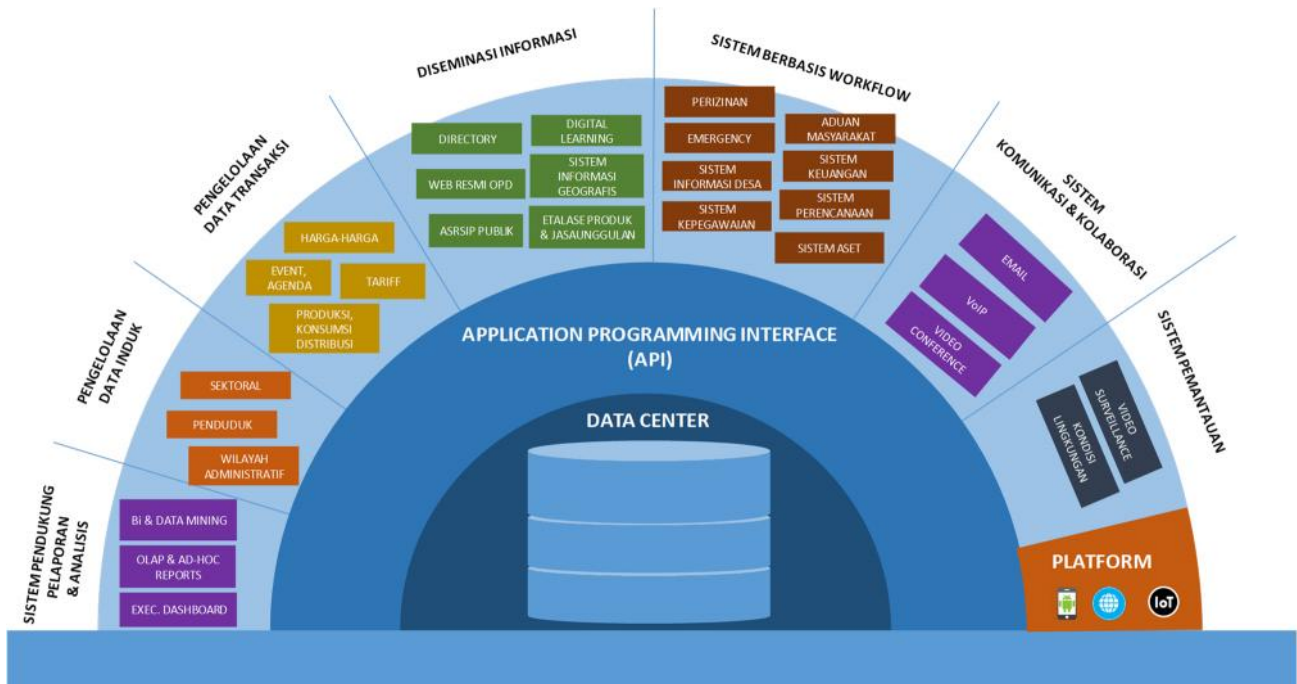 SISTEM PENDUKUNG
PELAPORAN
& ANALISIS
Bi & DATA MINING
OLAP & AD-HOC
REPORTS
EXEC. DASHBOARD
PENGELOLAAN
DATA INDUK
SEKTORAL
PENDUDUK
WILAYAH
ADMINISTRATIF
PENGELOLAAN
DATA TRANSAKSI
HARGA-HARGA
EVENT,
AGENDA
TARIFF
PRODUKSI,
KONSUMSI
DISTRIBUSI
DISEMINASI INFORMASI
DIRECTORY
DIGITAL
LEARNING
WEB RESMI OPD
SISTEM
INFORMASI
GEOGRAFIS
ASRSIP PUBLIK
ETALASE PRODUK
& JASAUNGGULAN
SISTEM BERBASIS WORKFLOW
PERIZINAN
ADUAN
MASYARAKAT
EMERGENCY
SISTEM
KEUANGAN
SISTEM
INFORMASI DESA
SISTEM
PERENCANAAN
SISTEM
KEPEGAWAIAN
SISTEM ASET
SISTEM
KOMUNIKASI & KOLABORASI
EMAIL
VoIP
VIDEO
CONFERENCE
SISTEM PEMANTAUAN
VIDEO
SURVEILLANCE
KONDISI
LINGKUNGAN
PLATFORM
IoT
APPLICATION PROGRAMMING INTERFACE
(API)
DATA CENTER